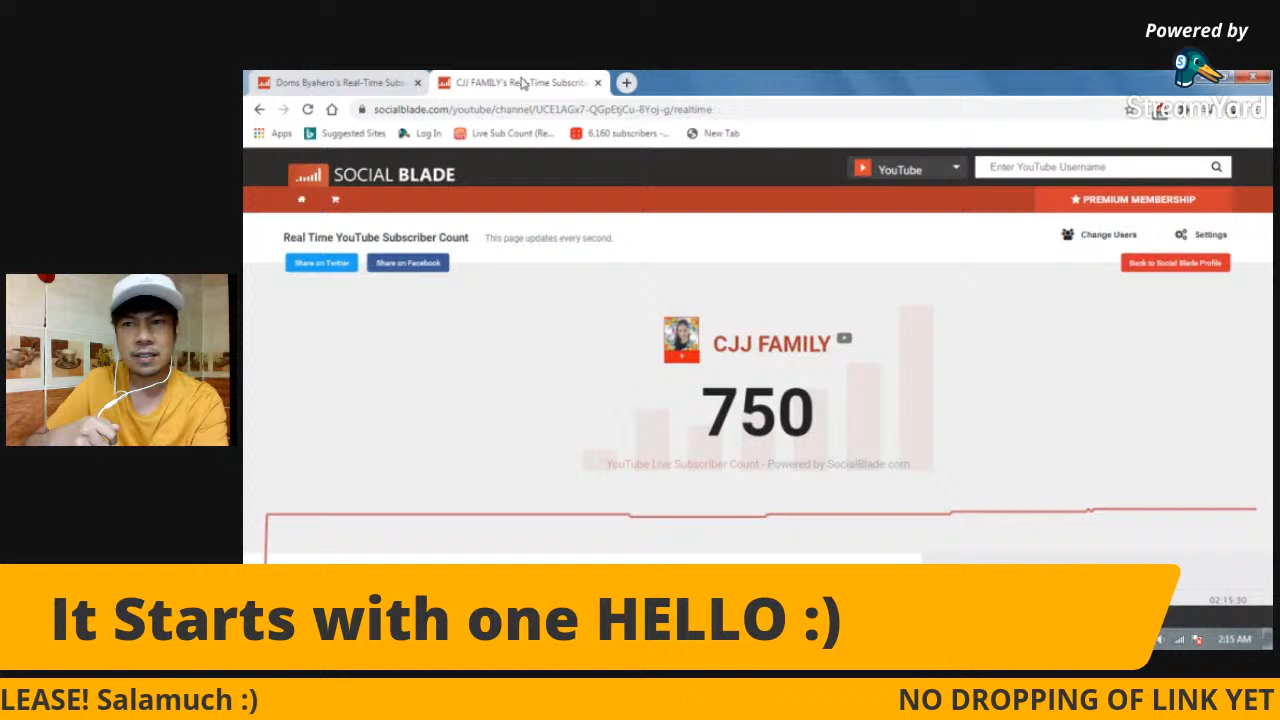 Powered by
StreamYard
Doms Byahero's Real-Time Subs
CJJ FAMILY's Real-Time Subscrib
socialblade.com/youtube/channel/UCE1AGx7-QGpEtjCu-8Yoj-g/realtime
Apps Suggested Sites Log In Live Sub Count (Re... 6,160 subscribers -... New Tab
SOCIAL BLADE YouTube Enter YouTube Username
PREMIUM MEMBERSHIP
Real Time YouTube Subscriber Count This page updates every second. Change Users Settings
Share on Twitter Share on Facebook Back to Social Blade Profile
CJJ FAMILY
750
YouTube Live Subscriber Count - Powered by SocialBlade.com
02:15:30
It Starts with one HELLO :)
2:15 AM
LEASE! Salamuch :) NO DROPPING OF LINK YET